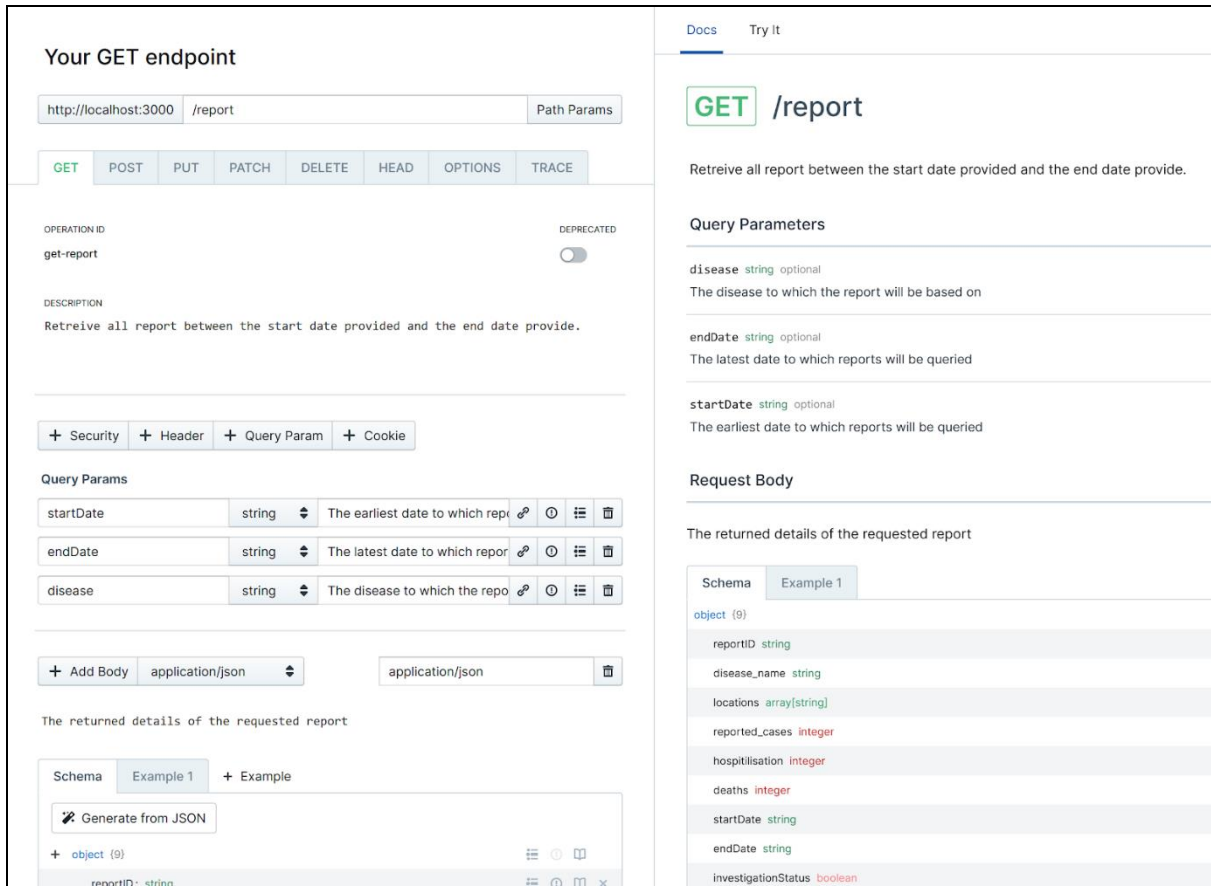 Your GET endpoint
http://localhost:3000 /report Path Params
GET POST PUT PATCH DELETE HEAD OPTIONS TRACE
OPERATION ID DEPRECATED
get-report
DESCRIPTION
Retreive all report between the start date provided and the end date provide.
+ Security + Header + Query Param + Cookie
Query Params
startDate string The earliest date to which repo
endDate string The latest date to which repor
disease string The disease to which the repo
+ Add Body application/json application/json
The returned details of the requested report
Schema Example 1 + Example
Generate from JSON
+ object {9}
reportID: string
Docs Try It
GET /report
Retreive all report between the start date provided and the end date provide.
Query Parameters
disease string optional
The disease to which the report will be based on
endDate string optional
The latest date to which reports will be queried
startDate string optional
The earliest date to which reports will be queried
Request Body
The returned details of the requested report
Schema Example 1
object {9}
reportID string
disease_name string
locations array[string]
reported_cases integer
hospitilisation integer
deaths integer
startDate string
endDate string
investigationStatus boolean